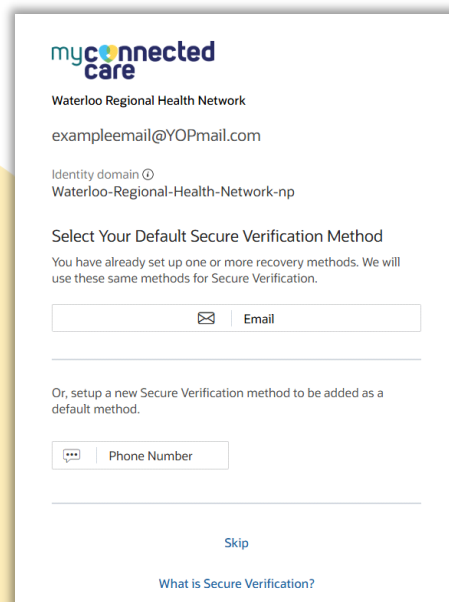 myconnected
care
Waterloo Regional Health Network
exampleemail@YOPmail.com
Identity domain
Waterloo-Regional-Health-Network-np
Select Your Default Secure Verification Method
You have already set up one or more recovery methods. We will
use these same methods for Secure Verification.
Email
Or, setup a new Secure Verification method to be added as a
default method.
Phone Number
Skip
What is Secure Verification?